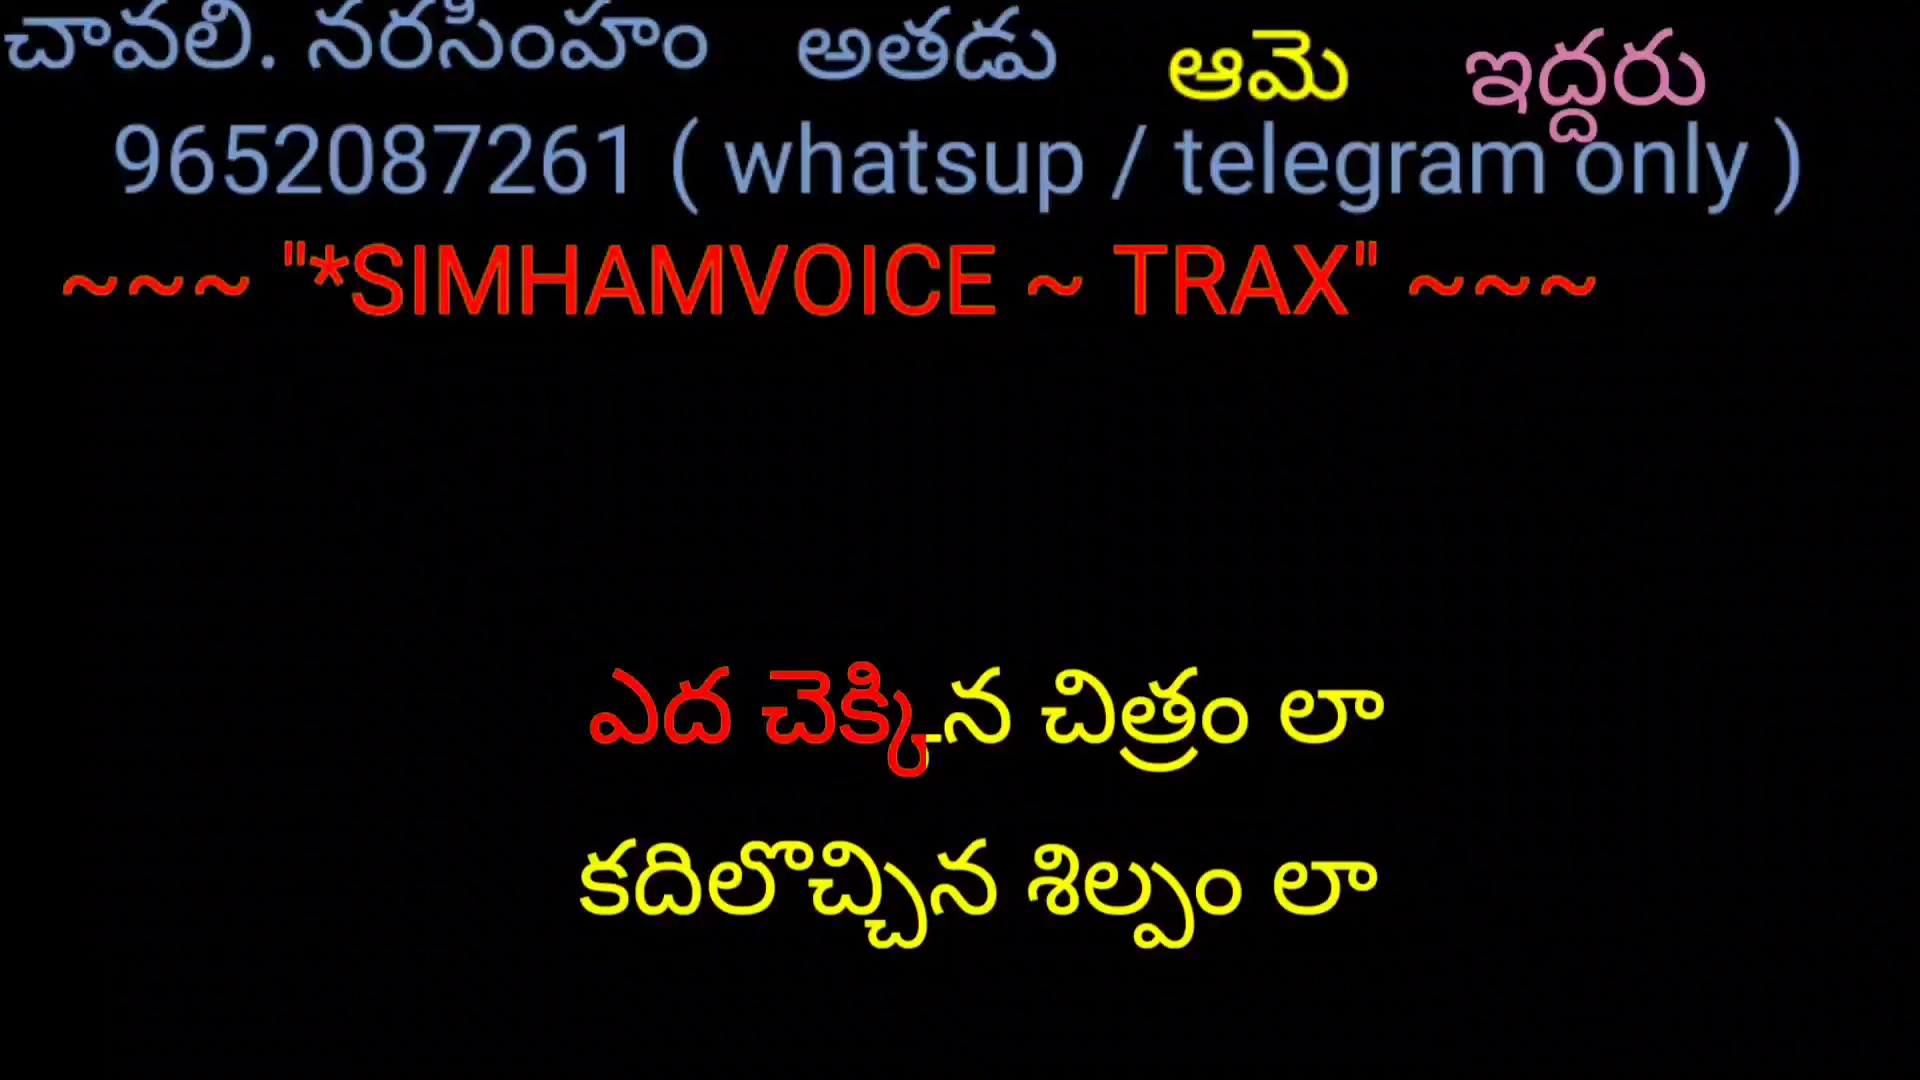 చావలి. నరసింహం అతడు ఆమె ఇద్దరు
9652087261 ( whatsup / telegram only )
~~~ "*SIMHAMVOICE ~ TRAX" ~~~
ఎద చెక్కిన చిత్రం లా
కదిలొచ్చిన శిల్పం లా